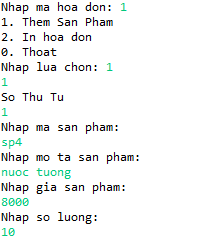 Nhap ma hoa don: 1
1. Them San Pham
2. In hoa don
0. Thoat
Nhap lua chon: 1
1
So Thu Tu
1
Nhap ma san pham:
sp4
Nhap mo ta san pham:
nuoc tuong
Nhap gia san pham:
8000
Nhap so luong:
10